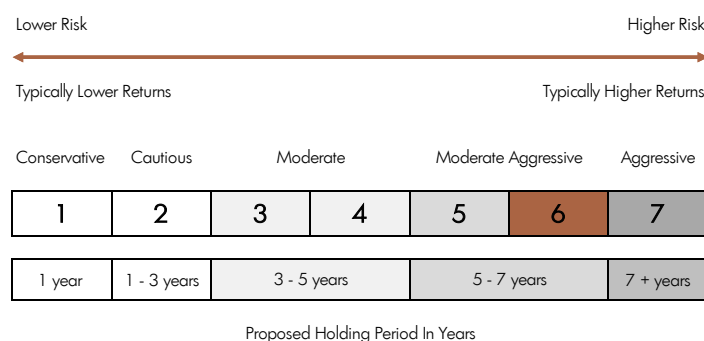 Lower Risk Higher Risk
Typically Lower Returns Typically Higher Returns
Conservative Cautious Moderate Moderate Aggressive Aggressive
1 2 3 4 5 6 7
1 year 1 - 3 years 3 - 5 years 5 - 7 years 7 + years
Proposed Holding Period In Years